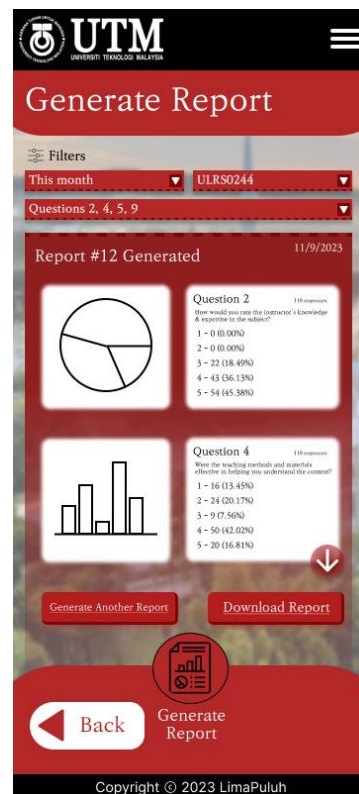 UTM
UNIVERSITI TEKNOLOGI MALAYSIA
Generate Report
Filters
This month
ULRS0244
Questions 2, 4, 5, 9
Report #12 Generated
11/9/2023
Question 2
119 responses
How would you rate the instructor's knowledge
& expertise in the subject?
1 - 0 (0.00%)
2 - 0 (0.00%)
3 - 22 (18.49%)
4 - 43 (36.13%)
5 - 54 (45.38%)
Question 4
119 responses
Were the teaching methods and materials
effective in helping you understand the content?
1 - 16 (13.45%)
2 - 24 (20.17%)
3 - 9 (7.56%)
4 - 50 (42.02%)
5 - 20 (16.81%)
Generate Another Report
Download Report
Back
Generate
Report
Copyright © 2023 LimaPuluh